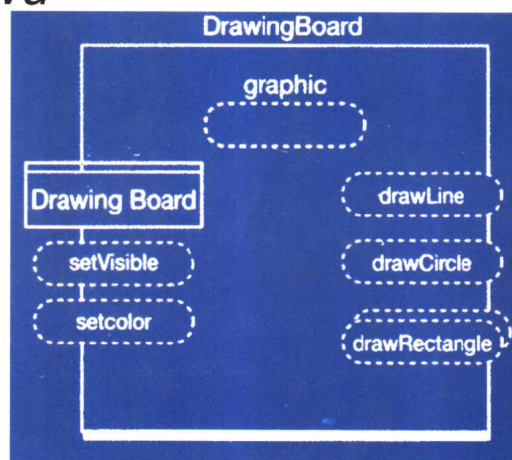 DrawingBoard
graphic
Drawing Board
drawLine
setVisible
drawCircle
setcolor
drawRectangle